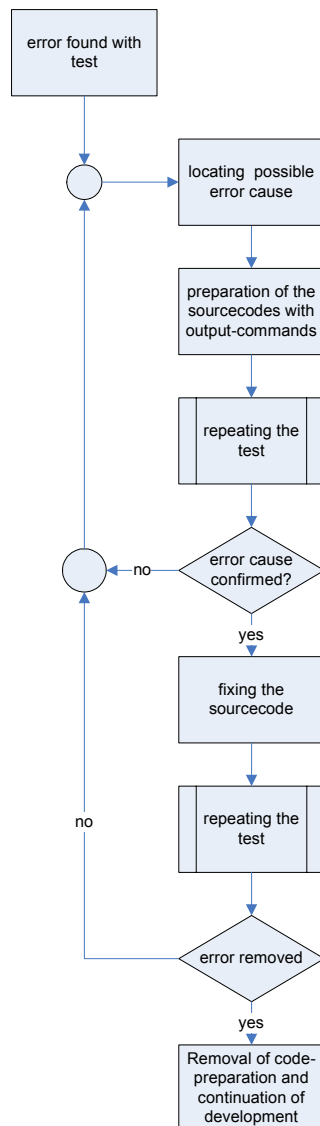 error found with
test
locating possible
error cause
preparation of the
sourcecodes with
output-commands
repeating the
test
error cause
confirmed?
no
yes
fixing the
sourcecode
repeating the
test
no
error removed
yes
Removal of code-
preparation and
continuation of
development